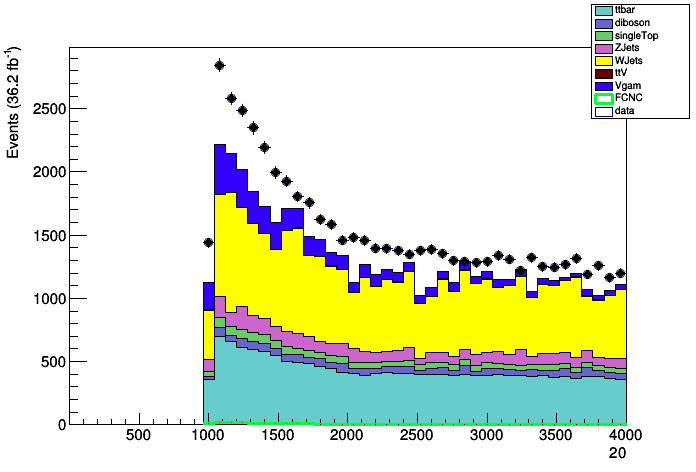 ttbar
diboson
singleTop
ZJets
WJets
ttV
Vgam
FCNC
data
Events (36.2 fb⁻¹)
2500
2000
1500
1000
500
0
500 1000 1500 2000 2500 3000 3500 4000
20